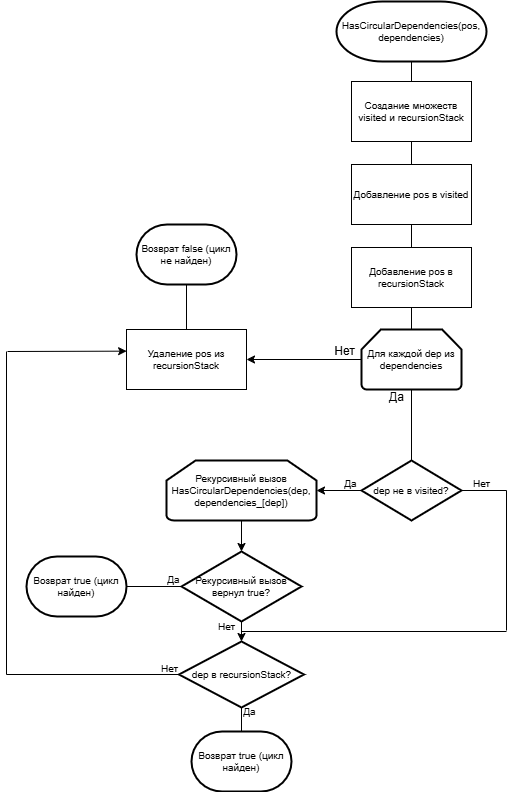 HasCircularDependencies(pos,
dependencies)
Создание множеств
visited и recursionStack
Добавление pos в visited
Добавление pos в
recursionStack
Возврат false (цикл
не найден)
Удаление pos из
recursionStack
Нет
Для каждой dep из
dependencies
Да
Рекурсивный вызов
HasCircularDependencies(dep,
dependencies_[dep])
Да
dep не в visited?
Нет
Возврат true (цикл
найден)
Да
Рекурсивный вызов
вернул true?
Нет
Нет
dep в recursionStack?
Да
Возврат true (цикл
найден)